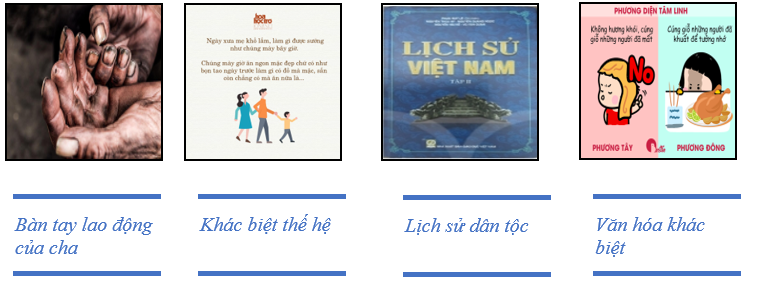 Ngày xưa mẹ khổ lắm, làm gì được sướng
như chúng mày bây giờ.
Chúng mày giờ ăn ngon mặc đẹp chứ có như
bọn tao ngày trước làm gì có đồ mà mặc, sắn
còn chẳng có mà ăn nữa là...
LỊCH SỬ
VIỆT NAM
TẬP II
PHƯƠNG DIỆN TÂM LINH
Không hương khói, cúng
giỗ những người đã mất
No
PHƯƠNG TÂY
Cúng giỗ những người đã
khuất để tưởng nhớ
PHƯƠNG ĐÔNG
Bàn tay lao động
của cha
Khác biệt thế hệ
Lịch sử dân tộc
Văn hóa khác
biệt